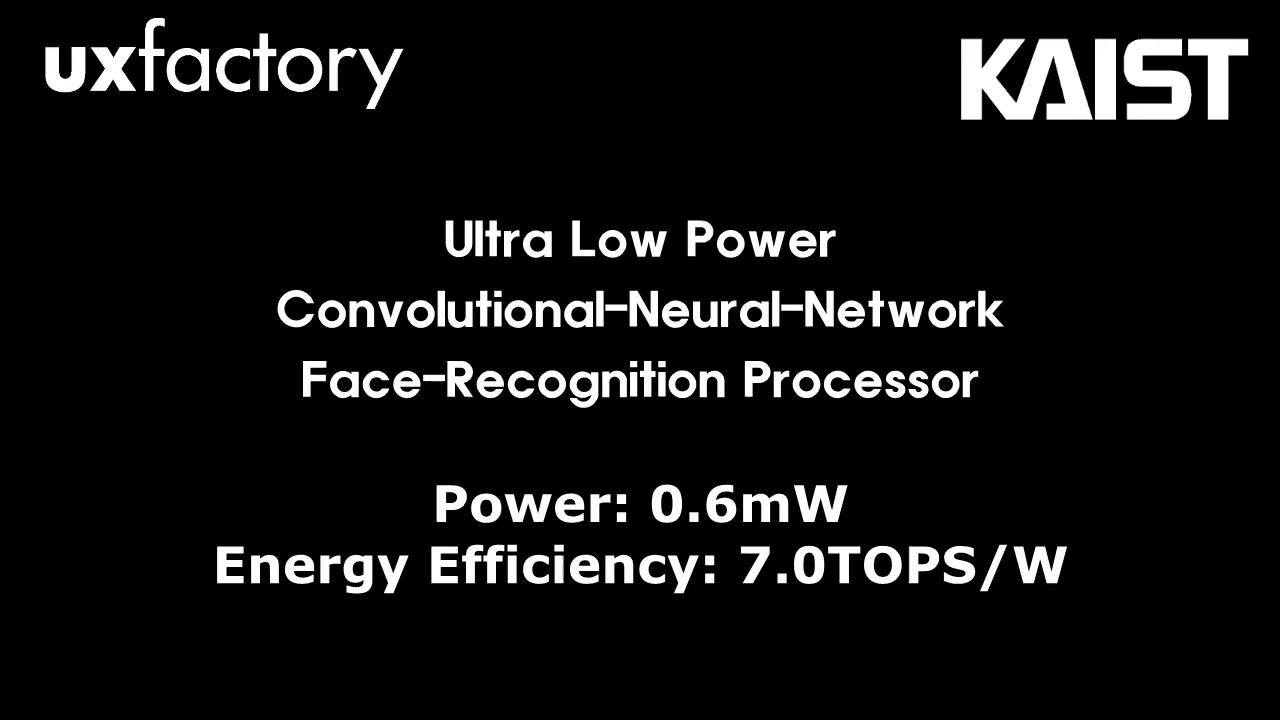 uxfactory
KAIST
Ultra Low Power
Convolutional-Neural-Network
Face-Recognition Processor
Power: 0.6mW
Energy Efficiency: 7.0TOPS/W